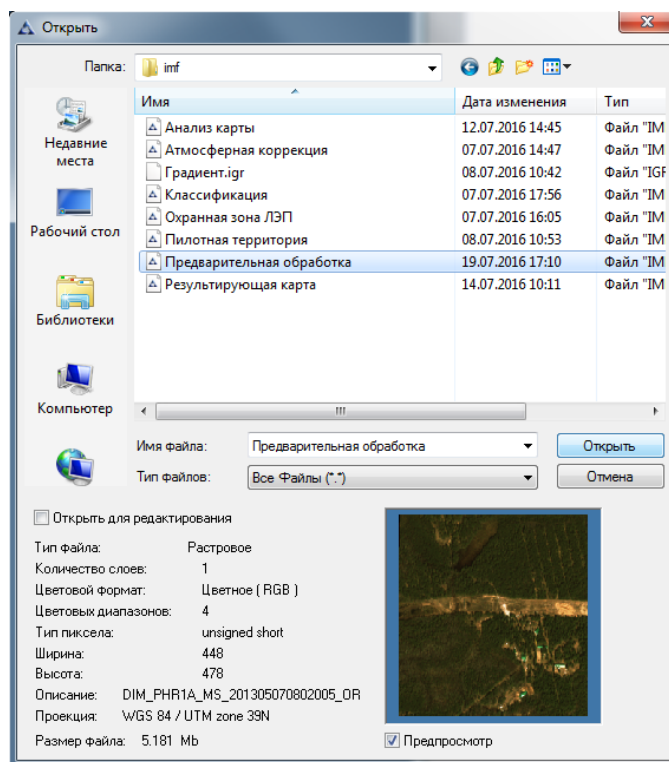 Открыть
Папка: imf
Имя Дата изменения Тип
Анализ карты 12.07.2016 14:45 Файл "IM
Атмосферная коррекция 07.07.2016 14:47 Файл "IM
Градиент.igr 08.07.2016 10:42 Файл "IGF
Классификация 07.07.2016 17:56 Файл "IM
Охранная зона ЛЭП 07.07.2016 16:05 Файл "IM
Пилотная территория 08.07.2016 10:53 Файл "IM
Предварительная обработка 19.07.2016 17:10 Файл "IM
Результирующая карта 14.07.2016 10:11 Файл "IM
Недавние
места
Рабочий стол
Библиотеки
Компьютер
Имя файла: Предварительная обработка Открыть
Тип файлов: Все Файлы (*.*) Отмена
Открыть для редактирования
Тип файла: Растровое
Количество слоев: 1
Цветовой формат: Цветное ( RGB )
Цветовых диапазонов: 4
Тип пиксела: unsigned short
Ширина: 448
Высота: 478
Описание: DIM_PHR1A_MS_201305070802005_OR
Проекция: WGS 84 / UTM zone 39N
Размер файла: 5.181 Mb
Предпросмотр